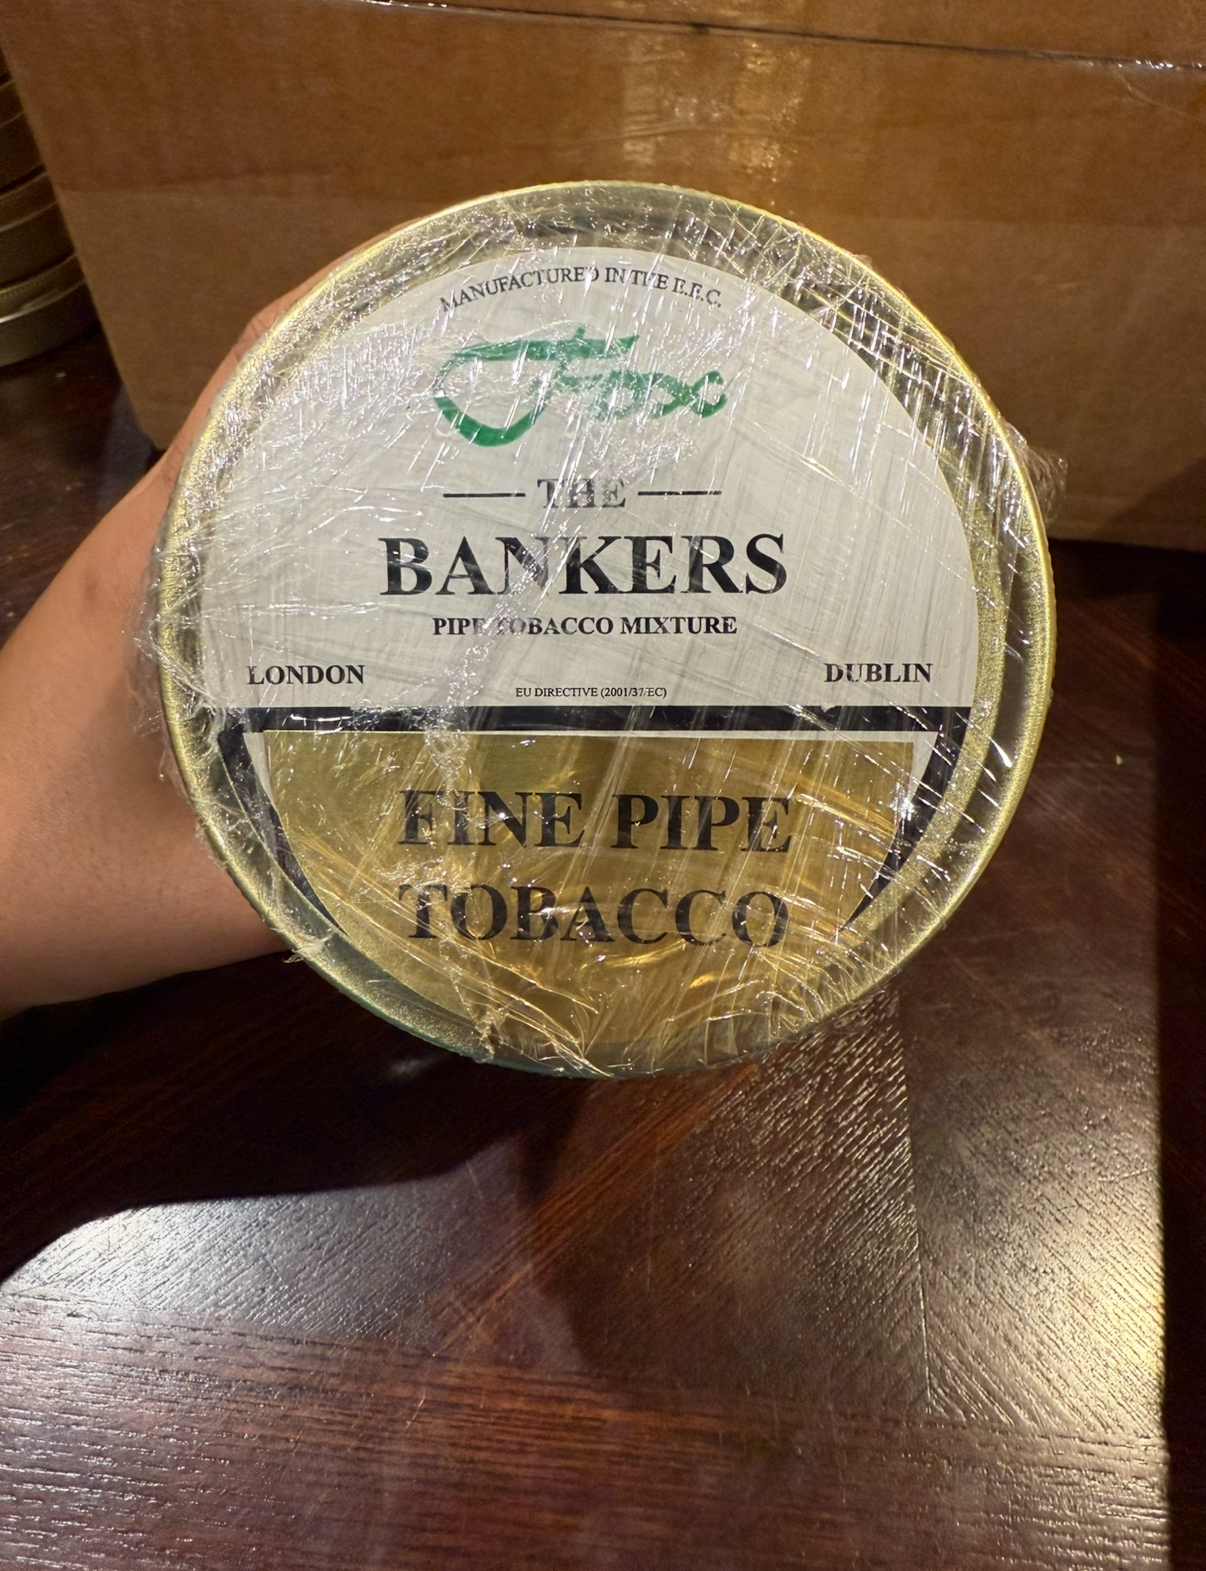 MANUFACTURED IN THE E.E.C.
Fox
THE
BANKERS
PIPE TOBACCO MIXTURE
LONDON DUBLIN
EU DIRECTIVE (2001/37/EC)
FINE PIPE
TOBACCO